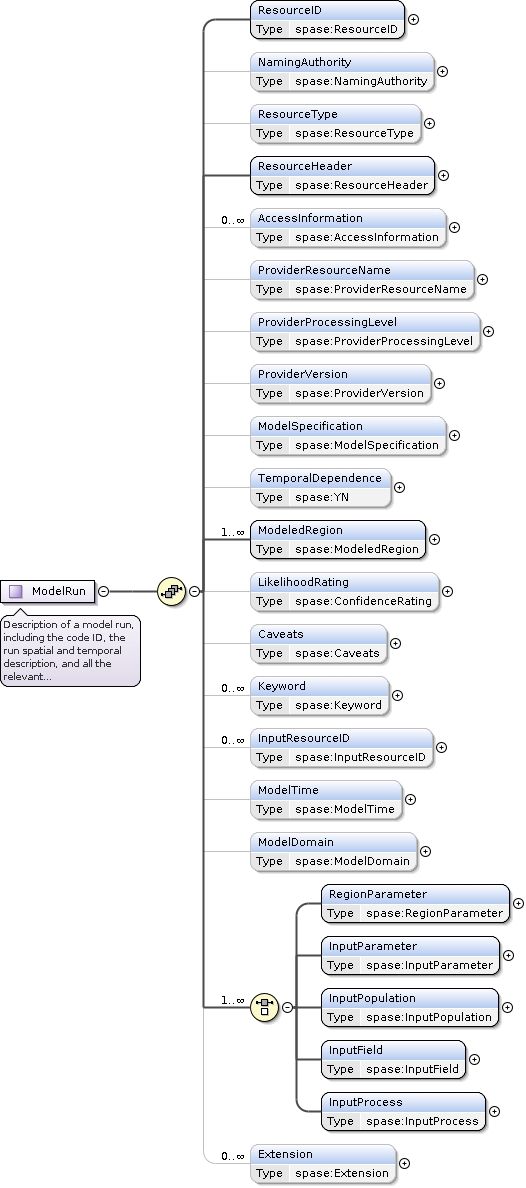 ResourceID
Type spase:ResourceID
NamingAuthority
Type spase:NamingAuthority
ResourceType
Type spase:ResourceType
ResourceHeader
Type spase:ResourceHeader
0..∞
AccessInformation
Type spase:AccessInformation
ProviderResourceName
Type spase:ProviderResourceName
ProviderProcessingLevel
Type spase:ProviderProcessingLevel
ProviderVersion
Type spase:ProviderVersion
ModelSpecification
Type spase:ModelSpecification
TemporalDependence
Type spase:YN
1..∞
ModeledRegion
Type spase:ModeledRegion
ModelRun
Description of a model run,
including the code ID, the
run spatial and temporal
description, and all the
relevant...
LikelihoodRating
Type spase:ConfidenceRating
Caveats
Type spase:Caveats
0..∞
Keyword
Type spase:Keyword
0..∞
InputResourceID
Type spase:InputResourceID
ModelTime
Type spase:ModelTime
ModelDomain
Type spase:ModelDomain
1..∞
RegionParameter
Type spase:RegionParameter
InputParameter
Type spase:InputParameter
InputPopulation
Type spase:InputPopulation
InputField
Type spase:InputField
InputProcess
Type spase:InputProcess
0..∞
Extension
Type spase:Extension